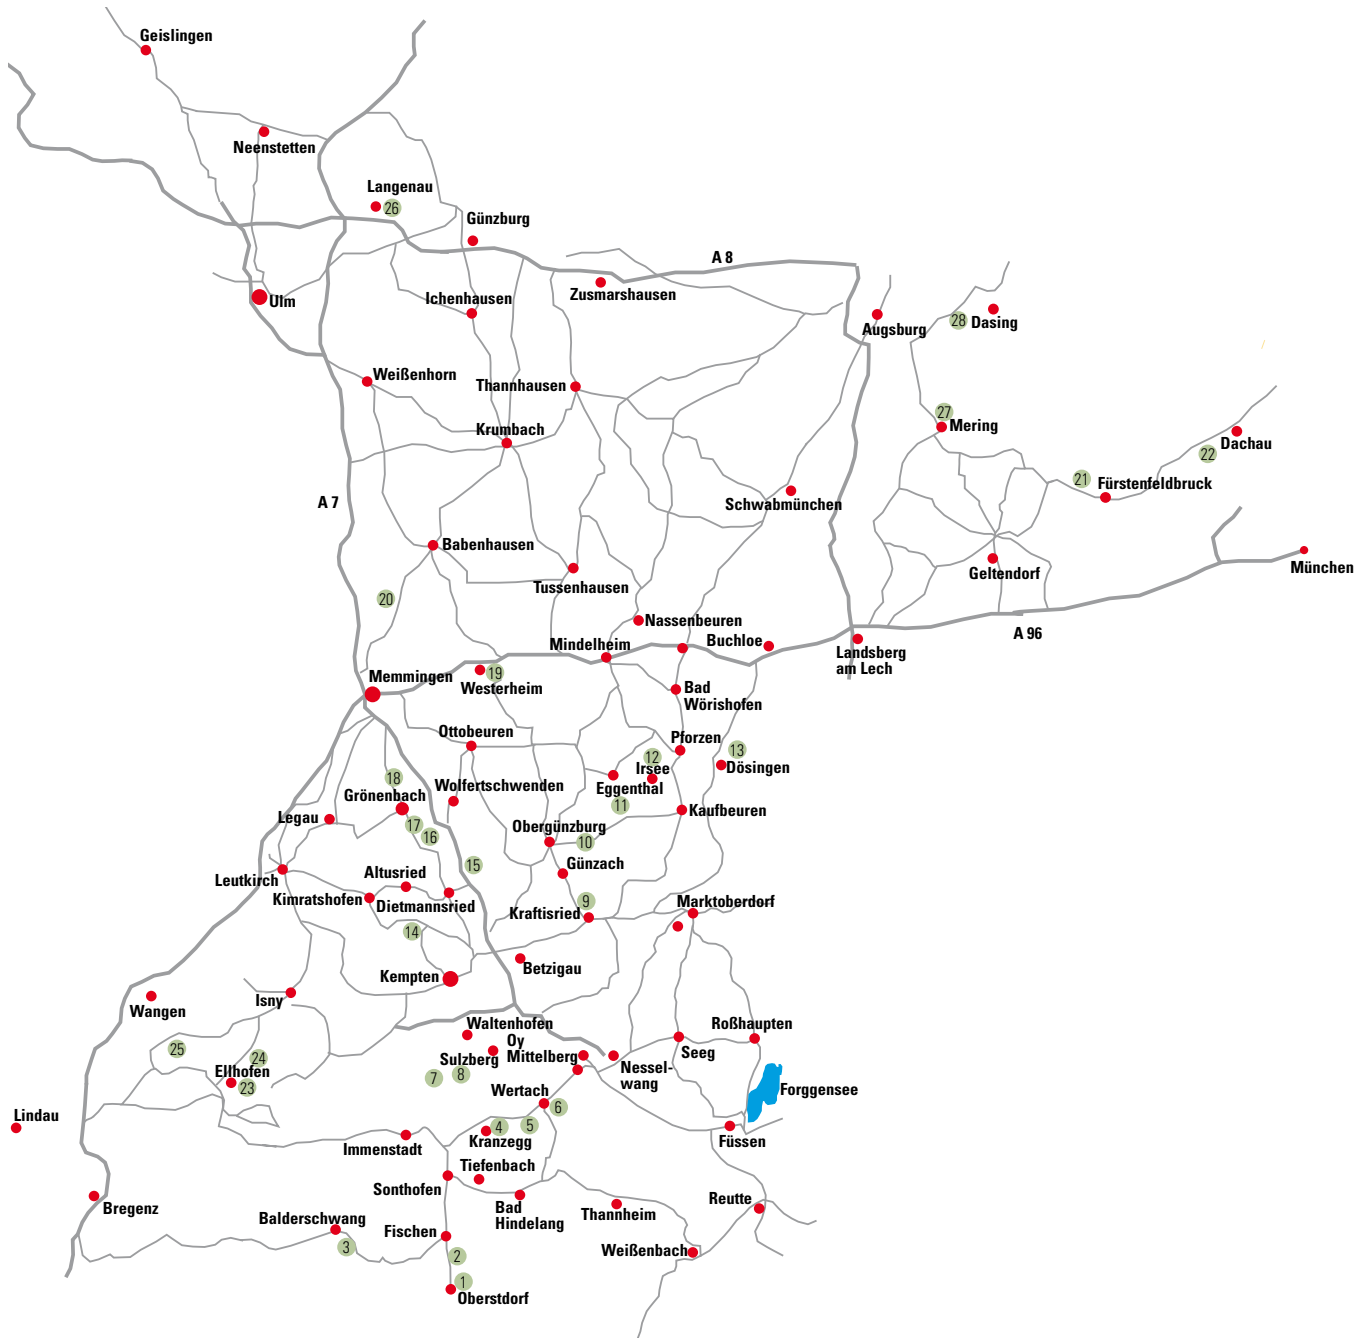 Geislingen
Neenstetten
Langenau
26
Günzburg
A 8
Ulm
Ichenhausen
Zusmarshausen
Augsburg
28
Dasing
Weißenhorn
Thannhausen
27
Mering
Krumbach
Dachau
22
21
Fürstenfeldbruck
A 7
Schwabmünchen
Babenhausen
Geltendorf
München
Tussenhausen
20
Nassenbeuren
A 96
Mindelheim
Buchloe
Landsberg
am Lech
Memmingen
19
Westerheim
Bad
Wörishofen
Ottobeuren
Pforzen
13
12
Irsee
Dösingen
18
Eggenthal
Grönenbach
Wolfertschwenden
11
Legau
17
16
Obergünzburg
10
Kaufbeuren
15
Günzach
Leutkirch
Altusried
Kimratshofen
Dietmannsried
9
Kraftisried
Marktoberdorf
14
Kempten
Betzigau
Isny
Wangen
Waltenhofen
Roßhaupten
Oy
Mittelberg
Seeg
25
24
Sulzberg
Nessel-
wang
Ellhofen
23
7
8
Wertach
Forggensee
6
Lindau
4
5
Kranzegg
Füssen
Immenstadt
Tiefenbach
Sonthofen
Bregenz
Bad
Hindelang
Thannheim
Reutte
Balderschwang
3
Fischen
2
Weißenbach
1
Oberstdorf